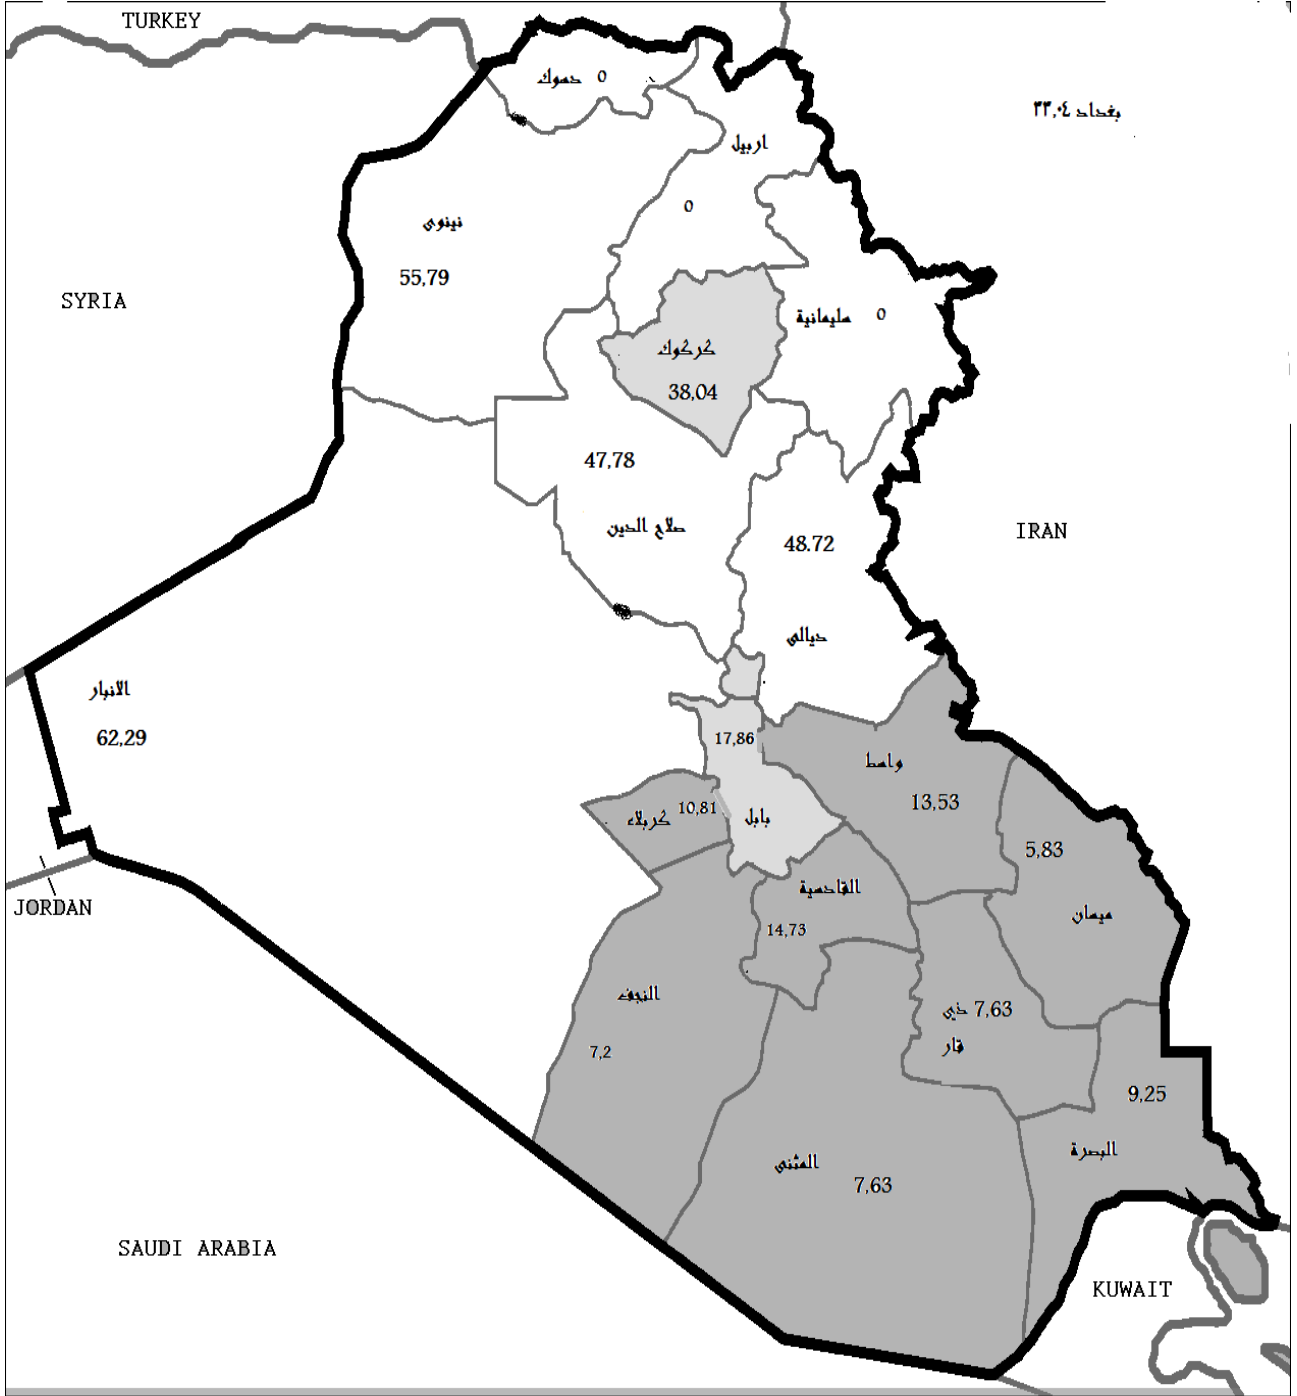 TURKEY
دهوك 0
بغداد ٣٣,٠٤
اربيل
0
نينوى
55,79
SYRIA
سليمانية 0
كركوك
38,04
47,78
صلاح الدين
48.72
IRAN
ديالى
الانبار
62,29
17,86
واسط
13,53
كربلاء 10,81
بابل
5,83
القادسية
14,73
ميسان
JORDAN
النجف
7,2
ذي 7,63
قار
9,25
البصرة
المثنى
7,63
SAUDI ARABIA
KUWAIT